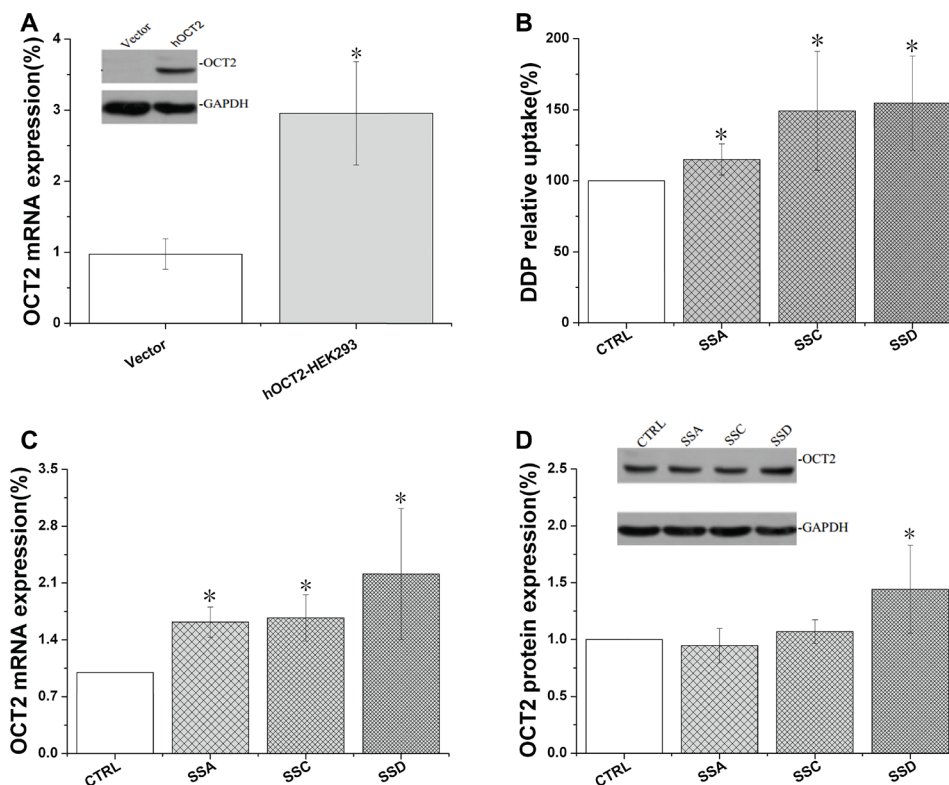 A
OCT2 mRNA expression(%)
4
3
2
1
0
Vector
hOCT2
-OCT2
-GAPDH
*
Vector
hOCT2-HEK293
B
DDP relative uptake(%)
200
150
100
50
0
*
*
*
CTRL
SSA
SSC
SSD
C
OCT2 mRNA expression(%)
3.5
2.8
2.1
1.4
0.7
0.0
*
*
*
CTRL
SSA
SSC
SSD
D
OCT2 protein expression(%)
2.5
2.0
1.5
1.0
0.5
0.0
CTRL
SSA
SSC
SSD
-OCT2
-GAPDH
*
CTRL
SSA
SSC
SSD